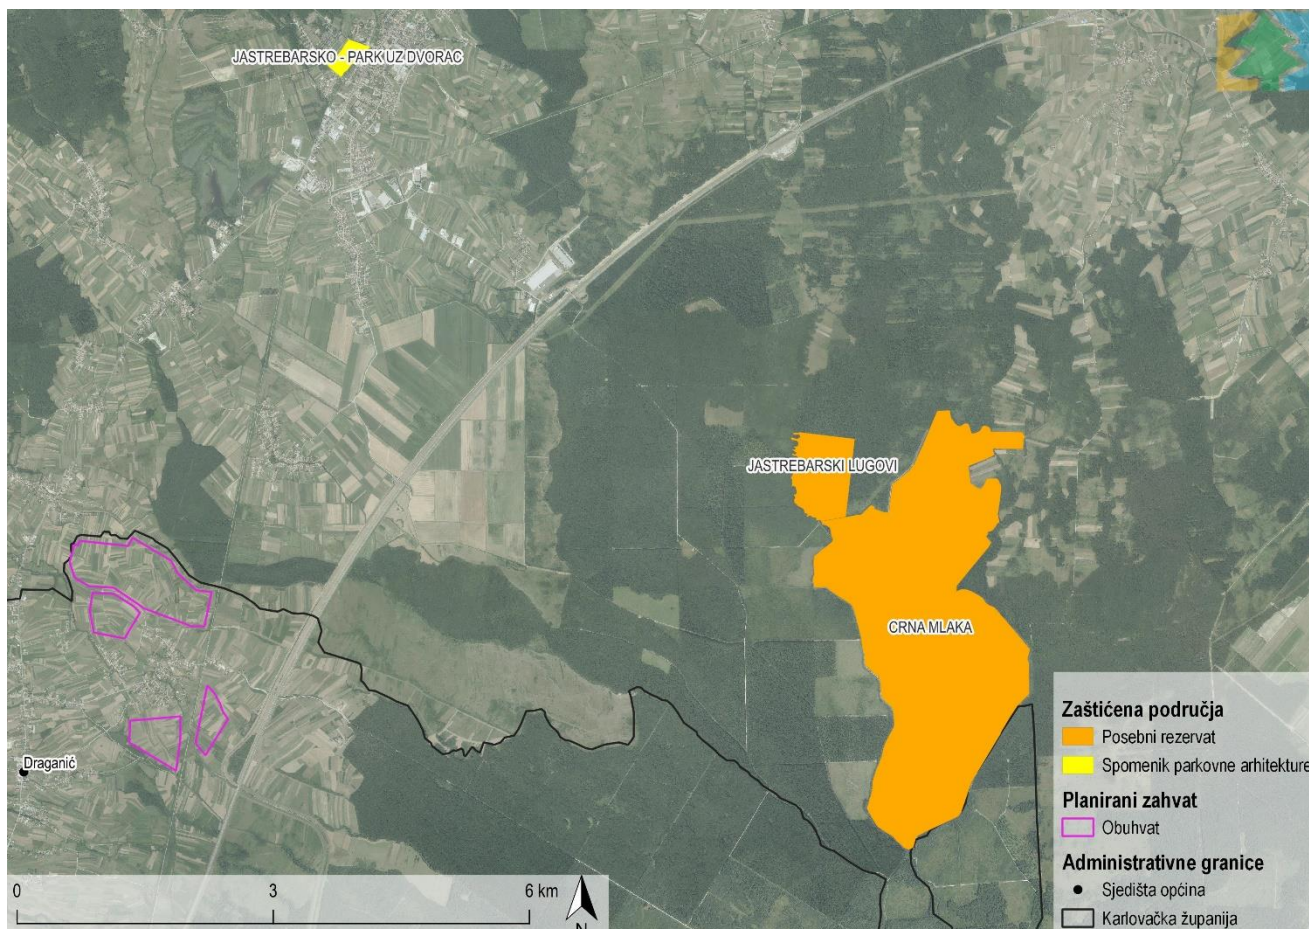 JASTREBARSKO - PARK UZ DVORAC
JASTREBARSKI LUGOVI
CRNA MLAKA
Draganić
Zaštićena područja
Posebni rezervat
Spomenik parkovne arhitekture
Planirani zahvat
Obuhvat
Administrativne granice
Sjedišta općina
Karlovačka županija
0 3 6 km
N